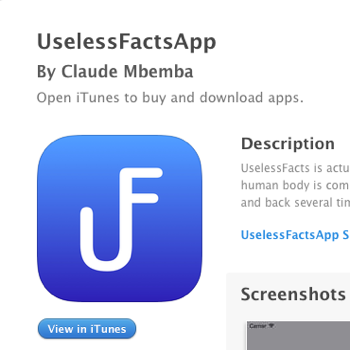 UselessFactsApp
By Claude Mbemba
Open iTunes to buy and download apps.
UF
View in iTunes
Description
UselessFacts is actu
human body is com
and back several tim
UselessFactsApp S
Screenshots
Carrier